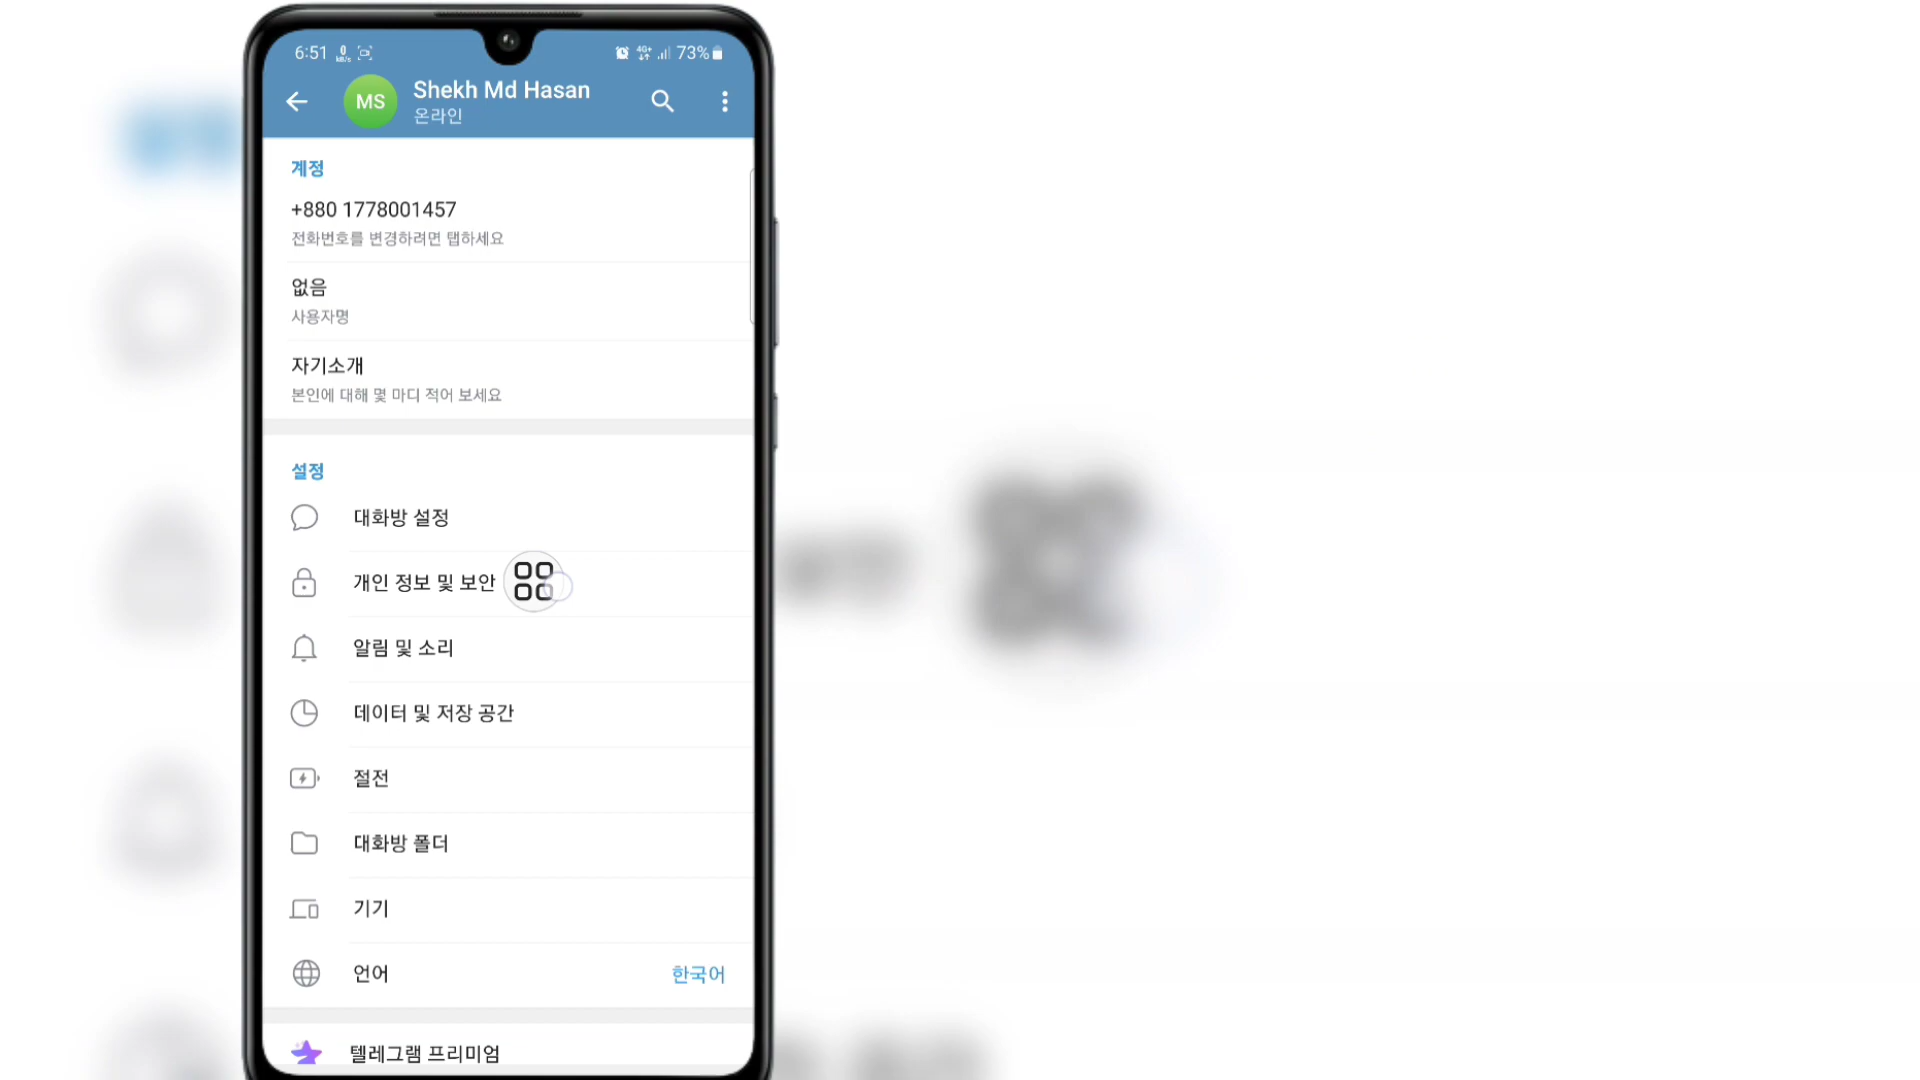 6:51
0
KB/s
4G+
73%
MS
Shekh Md Hasan
온라인
계정
+880 1778001457
전화번호를 변경하려면 탭하세요
없음
사용자명
자기소개
본인에 대해 몇 마디 적어 보세요
설정
대화방 설정
개인 정보 및 보안
알림 및 소리
데이터 및 저장 공간
절전
대화방 폴더
기기
언어
한국어
텔레그램 프리미엄